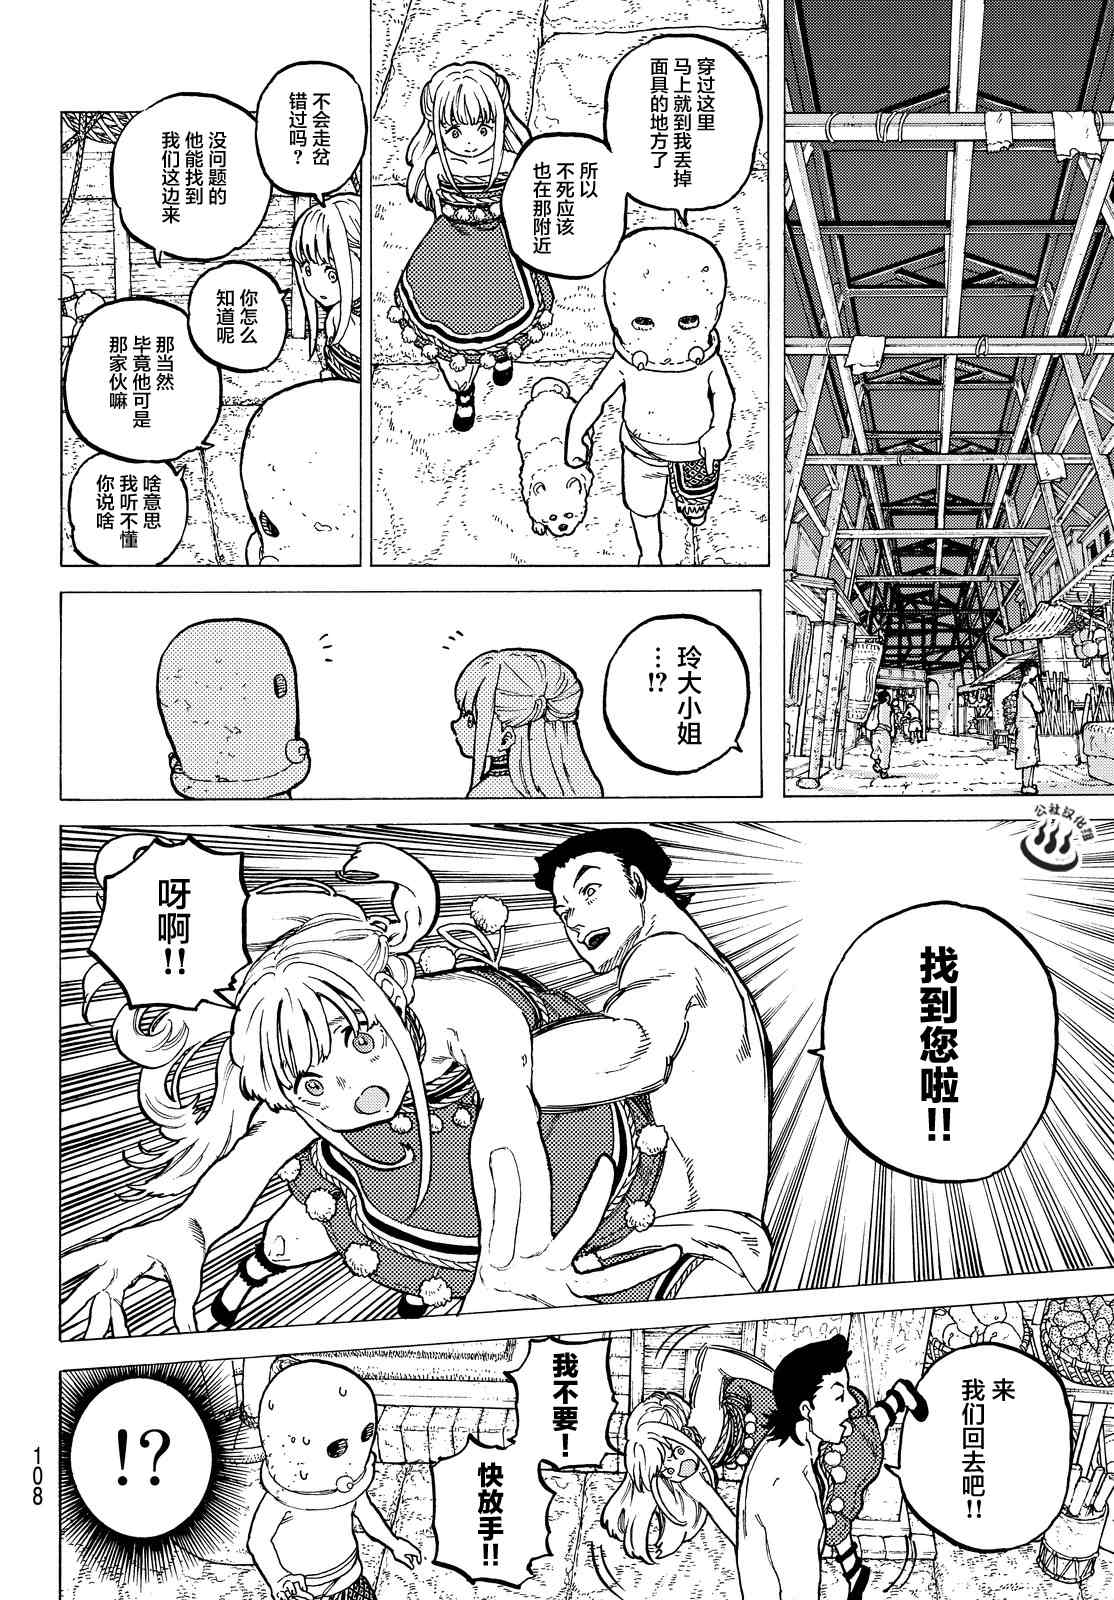 穿过这里
马上就到我丢掉
面具的地方了
所以
不死应该
也在那附近
不会走岔
错过吗?
没问题的
他能找到
我们这边来
你怎么
知道呢
那当然
毕竟他可是
那家伙嘛
啥意思
我听不懂
你说啥
玲大小姐
…!?
公社汉化组
找到您啦!!
呀啊!!
来
我们回去吧!!
我不要!
快放手!!
!?
108